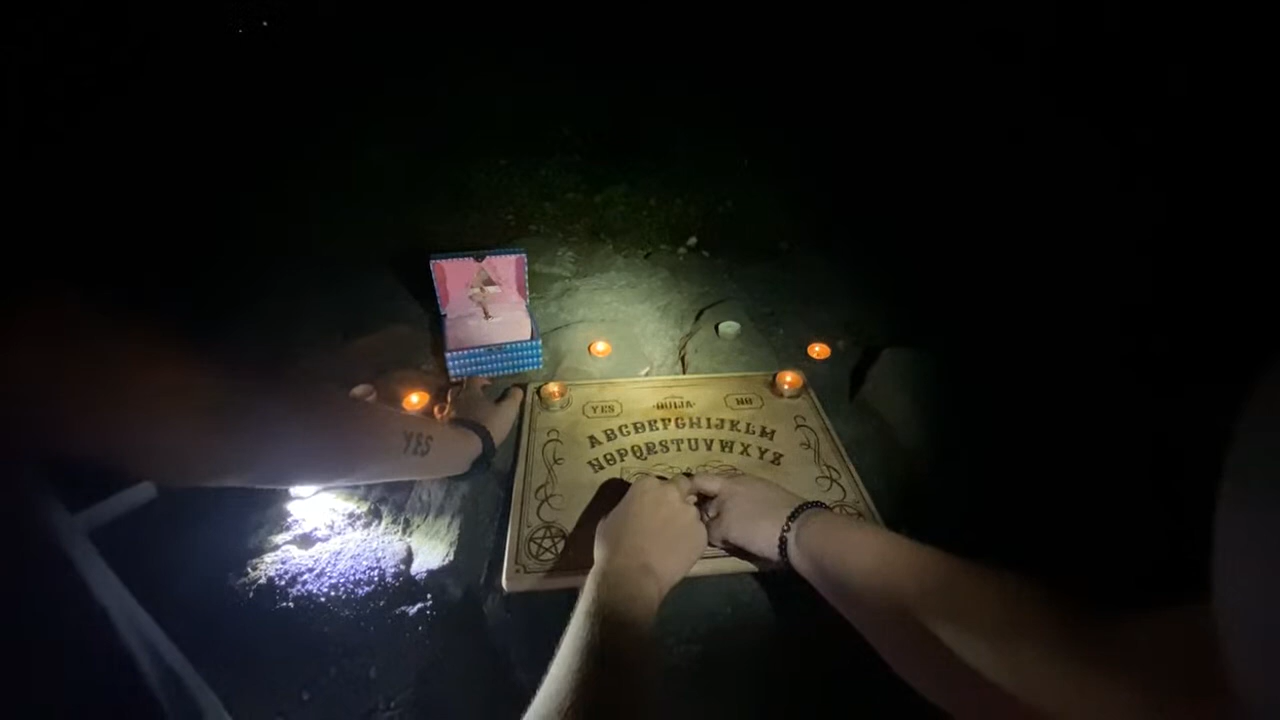 YES OUIJA NO
ABCDEFGHIJKLM
NOPQRSTUVWXYZ
YES